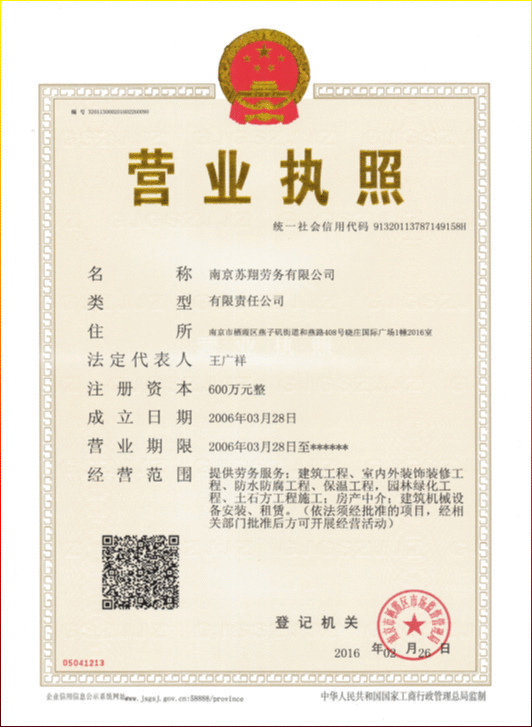 编 号 320113000201602260090
营业执照
统一社会信用代码 91320113787149158H
名 称 南京苏翔劳务有限公司
类 型 有限责任公司
住 所 南京市栖霞区燕子矶街道和燕路408号晓庄国际广场1幢2016室
法定代表人 王广祥
注册资本 600万元整
成立日期 2006年03月28日
营业期限 2006年03月28日至******
经营范围 提供劳务服务；建筑工程、室内外装饰装修工
程、防水防腐工程、保温工程，园林绿化工
程、土石方工程施工；房产中介；建筑机械设
备安装、租赁。（依法须经批准的项目，经相
关部门批准后方可开展经营活动）
登记机关
南京市栖霞区市场监督管理局
2016 年 02 月 26 日
05041213
企业信用信息公示系统网址：www.jsgsj.gov.cn:58888/province
中华人民共和国国家工商行政管理总局监制